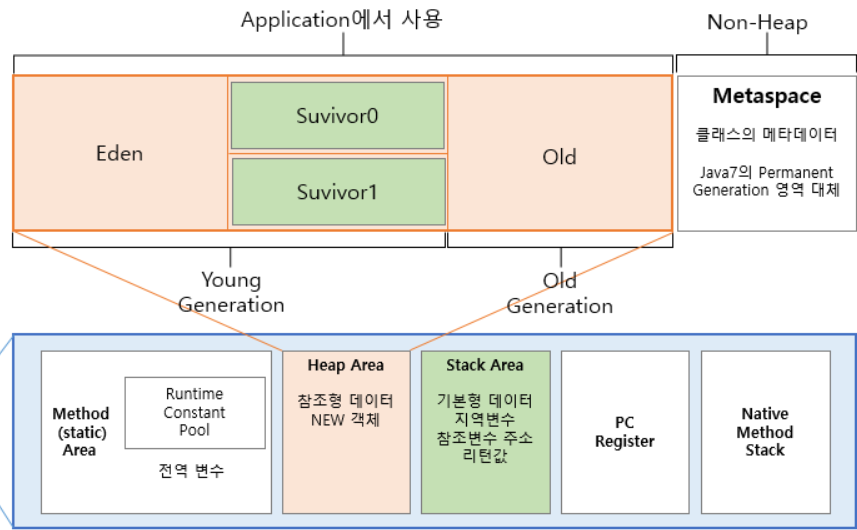 Application에서 사용
Non-Heap
Eden
Suvivor0
Suvivor1
Old
Metaspace
클래스의 메타데이터
Java7의 Permanent
Generation 영역 대체
Young
Generation
Old
Generation
Method
(static)
Area
Runtime
Constant
Pool
전역 변수
Heap Area
참조형 데이터
NEW 객체
Stack Area
기본형 데이터
지역변수
참조변수 주소
리턴값
PC
Register
Native
Method
Stack